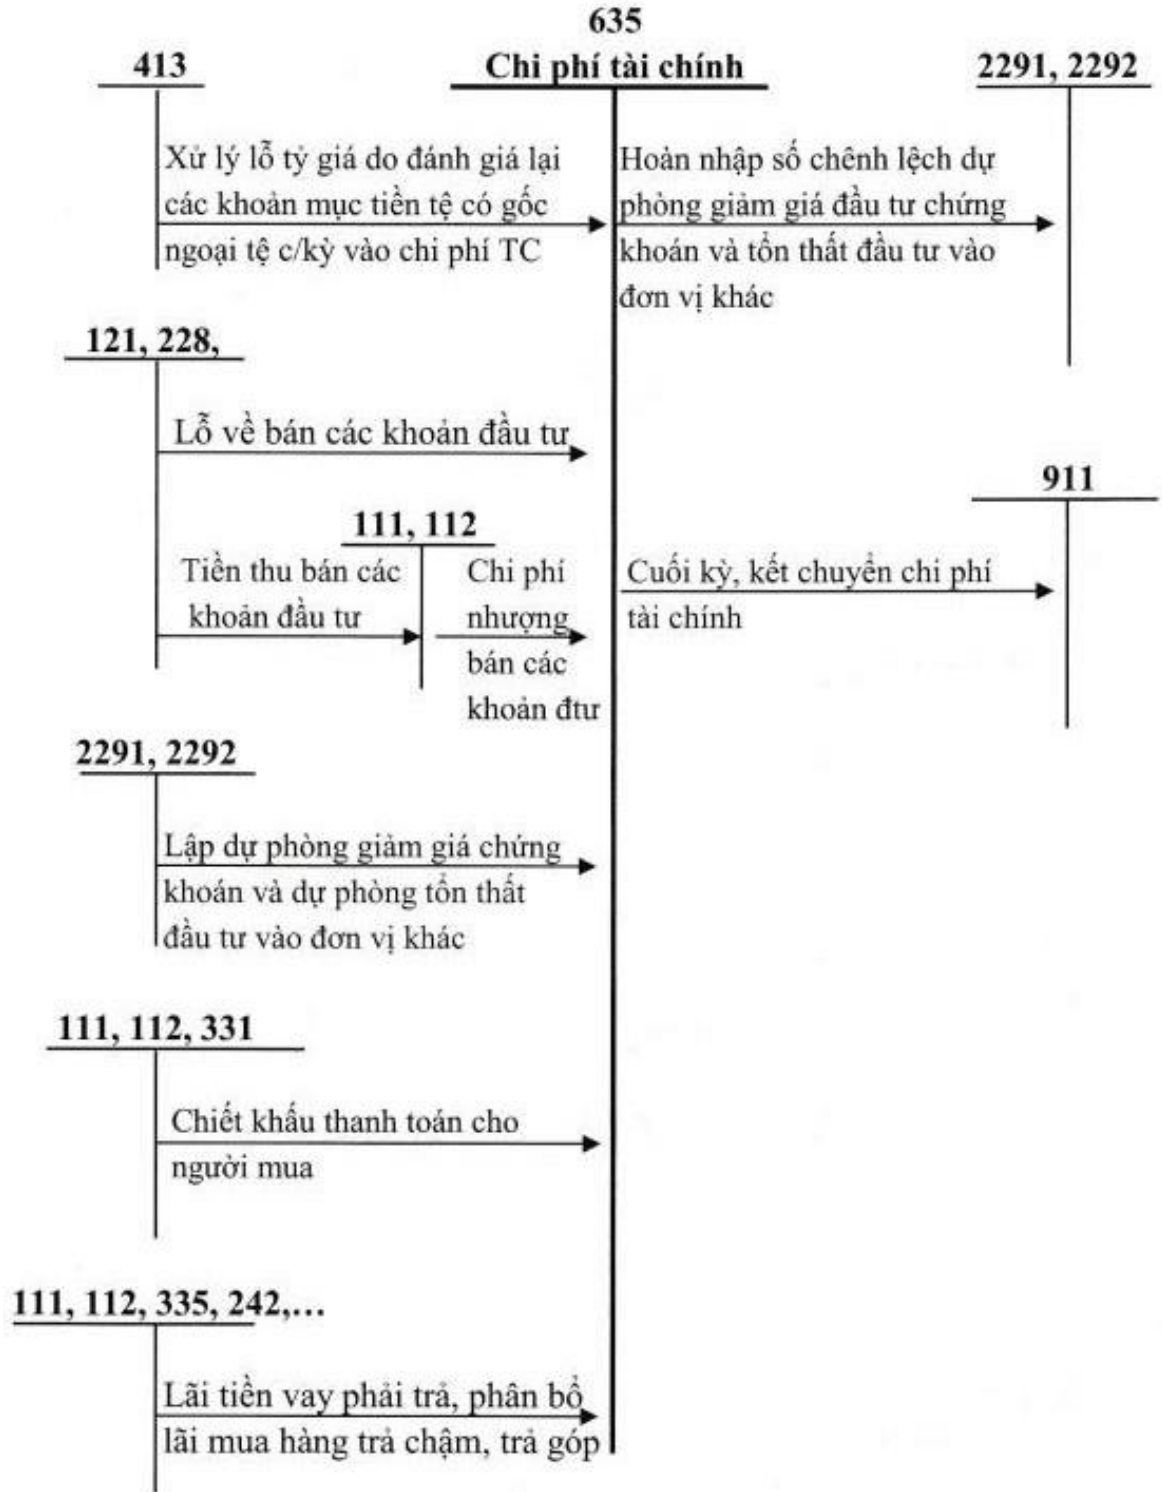 635
413
Chi phí tài chính
2291, 2292
Xử lý lỗ tỷ giá do đánh giá lại
các khoản mục tiền tệ có gốc
ngoại tệ c/kỳ vào chi phí TC
Hoàn nhập số chênh lệch dự
phòng giảm giá đầu tư chứng
khoán và tổn thất đầu tư vào
đơn vị khác
121, 228,
Lỗ về bán các khoản đầu tư
911
111, 112
Tiền thu bán các
khoản đầu tư
Chi phí
nhượng
bán các
khoản đtư
Cuối kỳ, kết chuyển chi phí
tài chính
2291, 2292
Lập dự phòng giảm giá chứng
khoán và dự phòng tổn thất
đầu tư vào đơn vị khác
111, 112, 331
Chiết khấu thanh toán cho
người mua
111, 112, 335, 242,...
Lãi tiền vay phải trả, phân bổ
lãi mua hàng trả chậm, trả góp